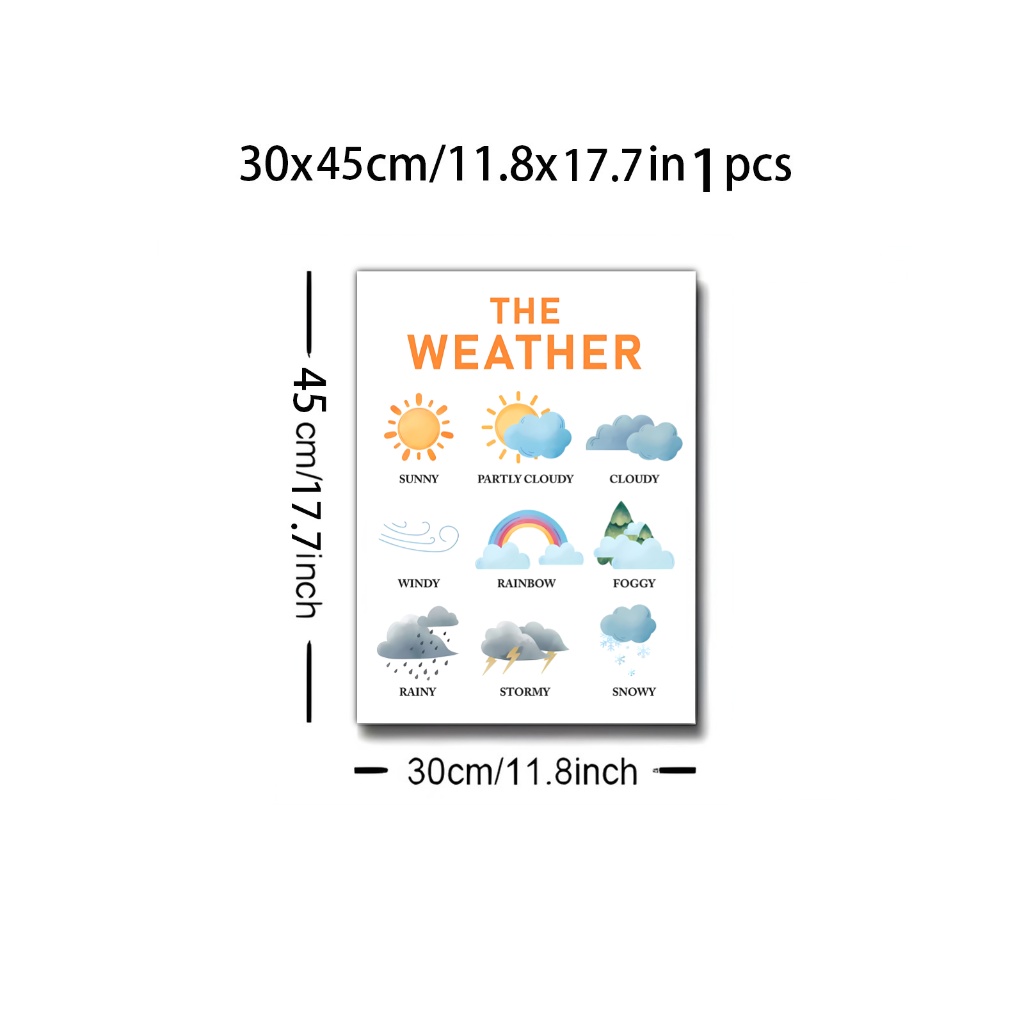 30x45cm/11.8x17.7in 1 pcs
THE
WEATHER
SUNNY PARTLY CLOUDY CLOUDY
WINDY RAINBOW FOGGY
RAINY STORMY SNOWY
45 cm/17.7inch
30cm/11.8inch